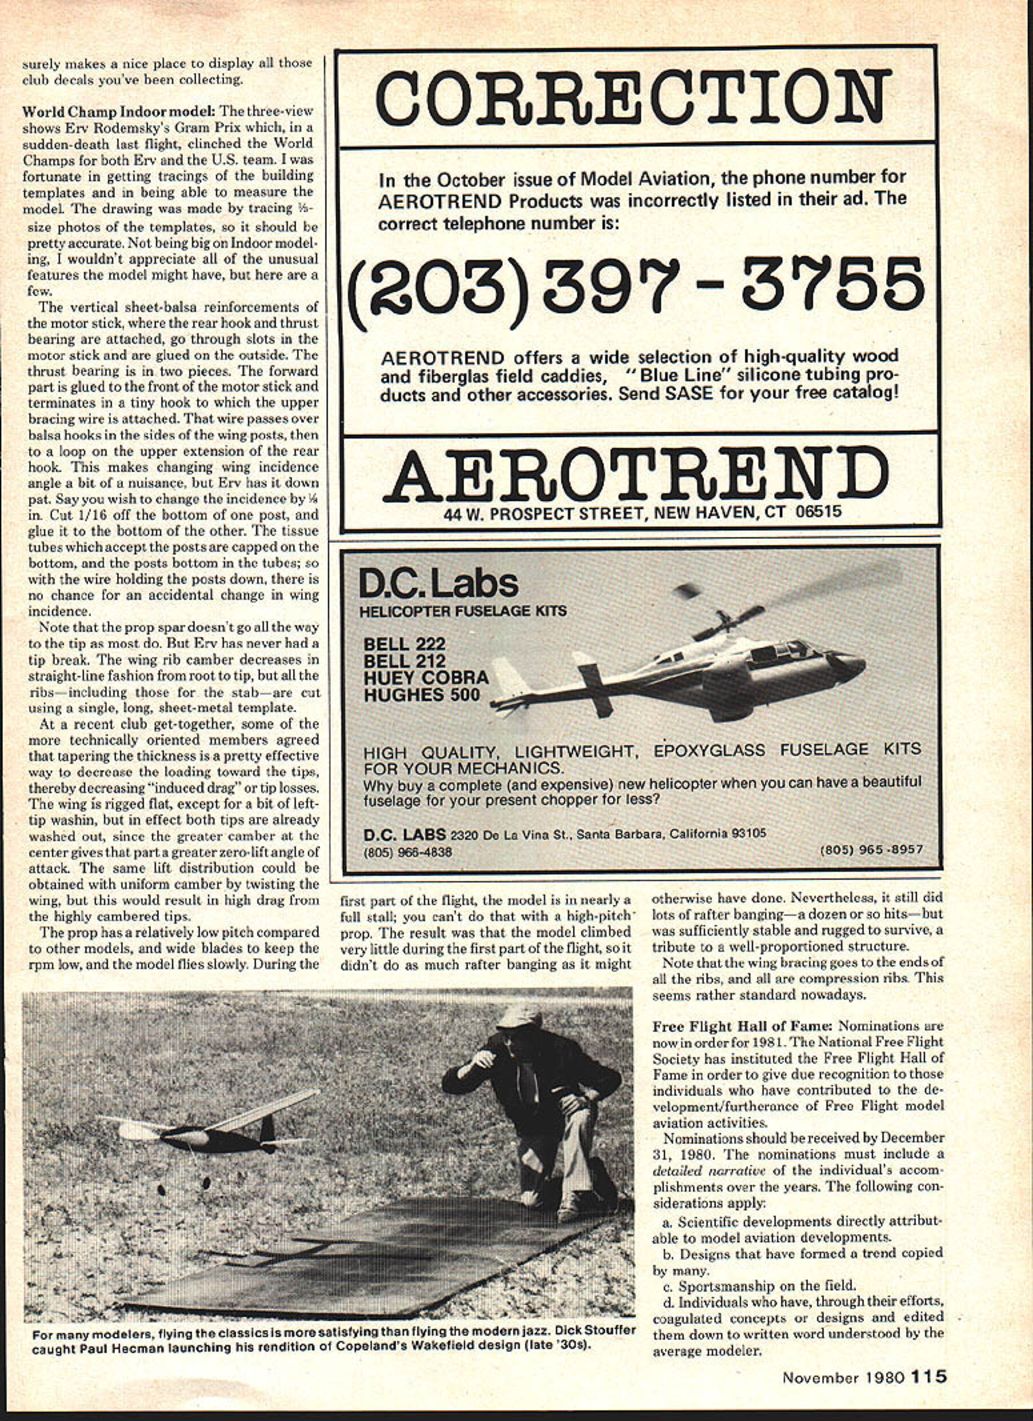 surely makes a nice place to display all those
club decals you've been collecting.
World Champ Indoor model: The three-view
shows Erv Rodemsky's Gram Prix which, in a
sudden-death last flight, clinched the World
Champs for both Erv and the U.S. team. I was
fortunate in getting tracings of the building
templates and in being able to measure the
model. The drawing was made by tracing
size photos of the templates, so it should be
pretty accurate. Not being big on Indoor model-
ing, I wouldn't appreciate all of the unusual
features the model might have, but here are a
few.
The vertical sheet-balsa reinforcements of
the motor stick, where the rear hook and thrust
bearing are attached, go through slots in the
motor stick and are glued on the outside. The
thrust bearing is in two pieces. The forward
part is glued to the front of the motor stick and
terminates in a tiny hook to which the upper
bracing wire is attached. That wire passes over
balsa hooks in the sides of the wing posts, then
to a loop on the upper extension of the rear
hook. This makes changing wing incidence
angle a bit of a nuisance, but Erv has it down
pat. Say you wish to change the incidence by
in. Cut 1/16 off the bottom of one post, and
glue it to the bottom of the other. The tissue
tubes which accept the posts are capped on the
bottom, and the posts bottom in the tubes; so
with the wire holding the posts down, there is
no chance for an accidental change in wing
incidence.
Note that the prop spar doesn't go all the way
to the tip as most do. But Erv has never had a
tip break. The wing rib camber decreases in
straight-line fashion from root to tip, but all the
ribs—including those for the stab—are cut
using a single, long, sheet-metal template.
At a recent club get-together, some of the
more technically oriented members agreed
that tapering the thickness is a pretty effective
way to decrease the loading toward the tips,
thereby decreasing "induced drag" or tip losses.
The wing is rigged flat, except for a bit of left-
tip washin, but in effect both tips are already
washed out, since the greater camber at the
center gives that part a greater zero-lift angle of
attack. The same lift distribution could be
obtained with uniform camber by twisting the
wing, but this would result in high drag from
the highly cambered tips.
The prop has a relatively low pitch compared
to other models, and wide blades to keep the
rpm low, and the model flies slowly. During the
first part of the flight, the model is in nearly a
full stall; you can't do that with a high-pitch
prop. The result was that the model climbed
very little during the first part of the flight, so it
didn't do as much rafter banging as it might
otherwise have done. Nevertheless, it still did
lots of rafter banging—a dozen or so hits—but
was sufficiently stable and rugged to survive, a
tribute to a well-proportioned structure.
Note that the wing bracing goes to the ends of
all the ribs, and all are compression ribs. This
seems rather standard nowadays.
Free Flight Hall of Fame: Nominations are
now in order for 1981. The National Free Flight
Society has instituted the Free Flight Hall of
Fame in order to give due recognition to those
individuals who have contributed to the de-
velopment/furtherance of Free Flight model
aviation activities.
Nominations should be received by December
31, 1980. The nominations must include a
detailed narrative of the individual's accom-
plishments over the years. The following con-
siderations apply:
a. Scientific developments directly attribut-
able to model aviation developments.
b. Designs that have formed a trend copied
by many.
c. Sportsmanship on the field.
d. Individuals who have, through their efforts,
coagulated concepts or designs and edited
them down to written word understood by the
average modeler.
CORRECTION
In the October issue of Model Aviation, the phone number for
AEROTREND Products was incorrectly listed in their ad. The
correct telephone number is:
(203) 397 - 3755
AEROTREND offers a wide selection of high-quality wood
and fiberglas field caddies, "Blue Line" silicone tubing pro-
ducts and other accessories. Send SASE for your free catalog!
AEROTREND
44 W. PROSPECT STREET, NEW HAVEN, CT 06515
D.C. Labs
HELICOPTER FUSELAGE KITS
BELL 222
BELL 212
HUEY COBRA
HUGHES 500
HIGH QUALITY, LIGHTWEIGHT, EPOXYGLASS FUSELAGE KITS
FOR YOUR MECHANICS.
Why buy a complete (and expensive) new helicopter when you can have a beautiful
fuselage for your present chopper for less?
D.C. LABS 2320 De La Vina St., Santa Barbara, California 93105
(805) 966-4838 (805) 965-8957
For many modelers, flying the classics is more satisfying than flying the modern jazz. Dick Stouffer
caught Paul Hecman launching his rendition of Copeland's Wakefield design (late '30s).
November 1980 115